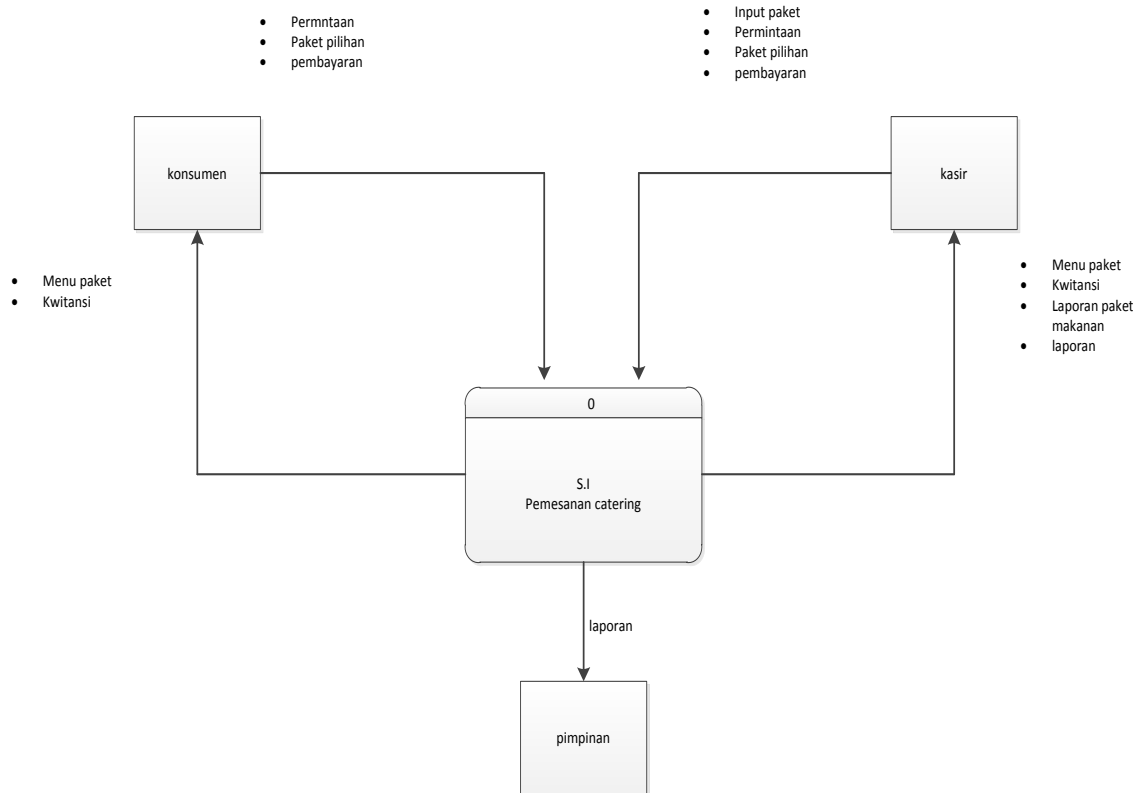 • Permntaan
• Paket pilihan
• pembayaran
• Input paket
• Permintaan
• Paket pilihan
• pembayaran
konsumen
kasir
• Menu paket
• Kwitansi
• Menu paket
• Kwitansi
• Laporan paket
makanan
• laporan
0
S.I
Pemesanan catering
laporan
pimpinan